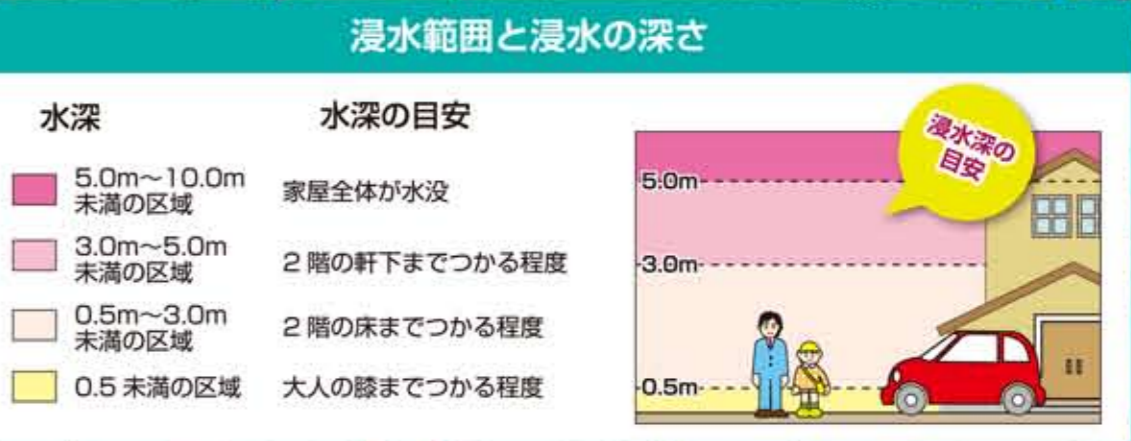 浸水範囲と浸水の深さ
水深
水深の目安
5.0m〜10.0m
未満の区域
家屋全体が水没
3.0m〜5.0m
未満の区域
2階の軒下までつかる程度
0.5m〜3.0m
未満の区域
2階の床までつかる程度
0.5未満の区域
大人の膝までつかる程度
浸水深の
目安
5.0m
3.0m
0.5m